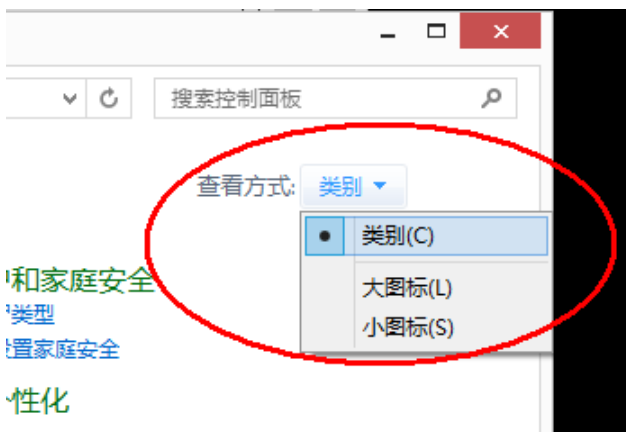 搜索控制面板
查看方式: 类别
类别(C)
大图标(L)
小图标(S)
和家庭安全
类型
置家庭安全
性化